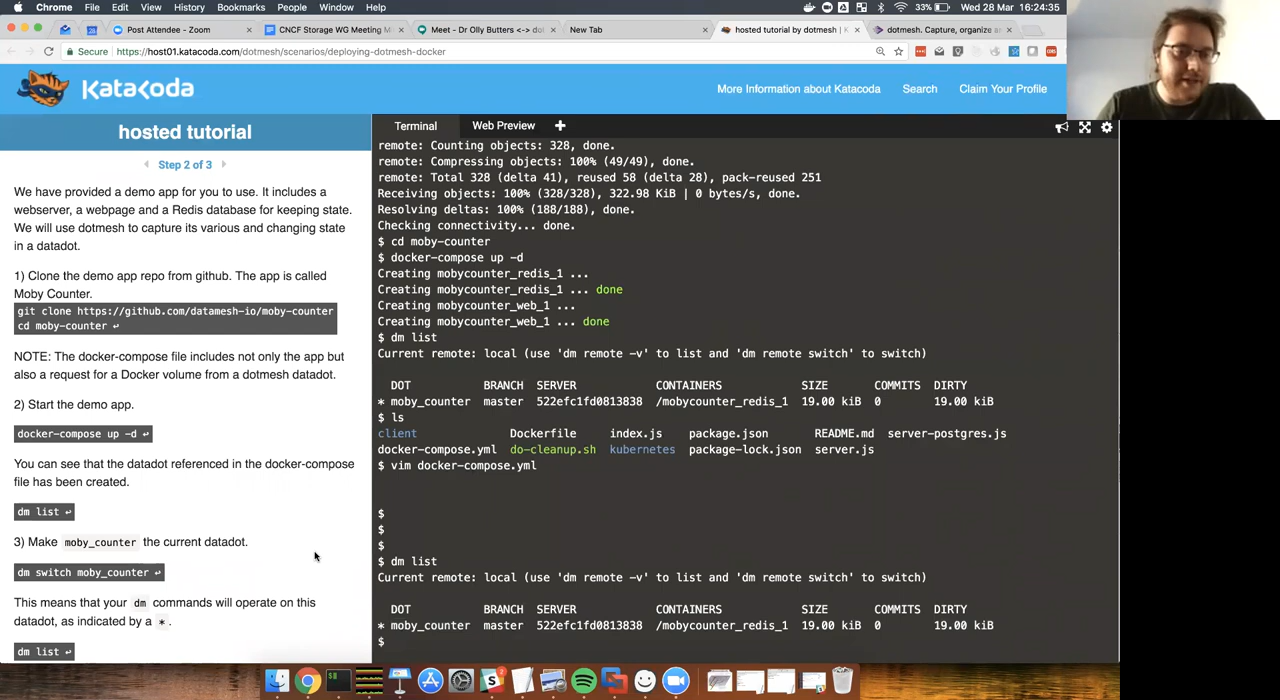 Chrome File Edit View History Bookmarks People Window Help 33% Wed 28 Mar 16:24:35
Post Attendee - Zoom
CNCF Storage WG Meeting M
Meet - Dr Olly Butters <-> dot
New Tab
hosted tutorial by dotmesh | K
dotmesh. Capture, organize an
Secure https://host01.katacoda.com/dotmesh/scenarios/deploying-dotmesh-docker
Katacoda
More Information about Katacoda Search Claim Your Profile
hosted tutorial
Step 2 of 3
We have provided a demo app for you to use. It includes a
webserver, a webpage and a Redis database for keeping state.
We will use dotmesh to capture its various and changing state
in a datadot.
1) Clone the demo app repo from github. The app is called
Moby Counter.
git clone https://github.com/datamesh-io/moby-counter
cd moby-counter ↩
NOTE: The docker-compose file includes not only the app but
also a request for a Docker volume from a dotmesh datadot.
2) Start the demo app.
docker-compose up -d ↩
You can see that the datadot referenced in the docker-compose
file has been created.
dm list ↩
3) Make moby_counter the current datadot.
dm switch moby_counter ↩
This means that your dm commands will operate on this
datadot, as indicated by a *.
dm list ↩
Terminal Web Preview +
remote: Counting objects: 328, done.
remote: Compressing objects: 100% (49/49), done.
remote: Total 328 (delta 41), reused 58 (delta 28), pack-reused 251
Receiving objects: 100% (328/328), 322.98 KiB | 0 bytes/s, done.
Resolving deltas: 100% (188/188), done.
Checking connectivity... done.
$ cd moby-counter
$ docker-compose up -d
Creating mobycounter_redis_1 ...
Creating mobycounter_redis_1 ... done
Creating mobycounter_web_1 ...
Creating mobycounter_web_1 ... done
$ dm list
Current remote: local (use 'dm remote -v' to list and 'dm remote switch' to switch)
DOT BRANCH SERVER CONTAINERS SIZE COMMITS DIRTY
* moby_counter master 522efc1fd0813838 /mobycounter_redis_1 19.00 kiB 0 19.00 kiB
$ ls
client Dockerfile index.js package.json README.md server-postgres.js
docker-compose.yml do-cleanup.sh kubernetes package-lock.json server.js
$ vim docker-compose.yml
$
$
$
$ dm list
Current remote: local (use 'dm remote -v' to list and 'dm remote switch' to switch)
DOT BRANCH SERVER CONTAINERS SIZE COMMITS DIRTY
* moby_counter master 522efc1fd0813838 /mobycounter_redis_1 19.00 kiB 0 19.00 kiB
$